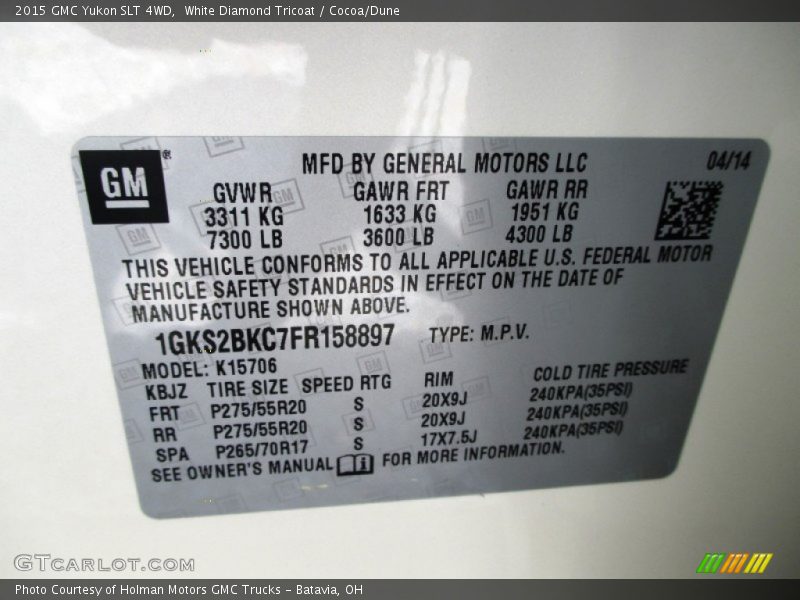 2015 GMC Yukon SLT 4WD, White Diamond Tricoat / Cocoa/Dune
GM ®
MFD BY GENERAL MOTORS LLC 04/14
GVWR GAWR FRT GAWR RR
3311 KG 1633 KG 1951 KG
7300 LB 3600 LB 4300 LB
THIS VEHICLE CONFORMS TO ALL APPLICABLE U.S. FEDERAL MOTOR
VEHICLE SAFETY STANDARDS IN EFFECT ON THE DATE OF
MANUFACTURE SHOWN ABOVE.
1GKS2BKC7FR158897 TYPE: M.P.V.
MODEL: K15706
KBJZ TIRE SIZE SPEED RTG RIM COLD TIRE PRESSURE
FRT P275/55R20 S 20X9J 240KPA(35PSI)
RR P275/55R20 S 20X9J 240KPA(35PSI)
SPA P265/70R17 S 17X7.5J 240KPA(35PSI)
SEE OWNER'S MANUAL FOR MORE INFORMATION.
GTCARLOT.COM
Photo Courtesy of Holman Motors GMC Trucks - Batavia, OH